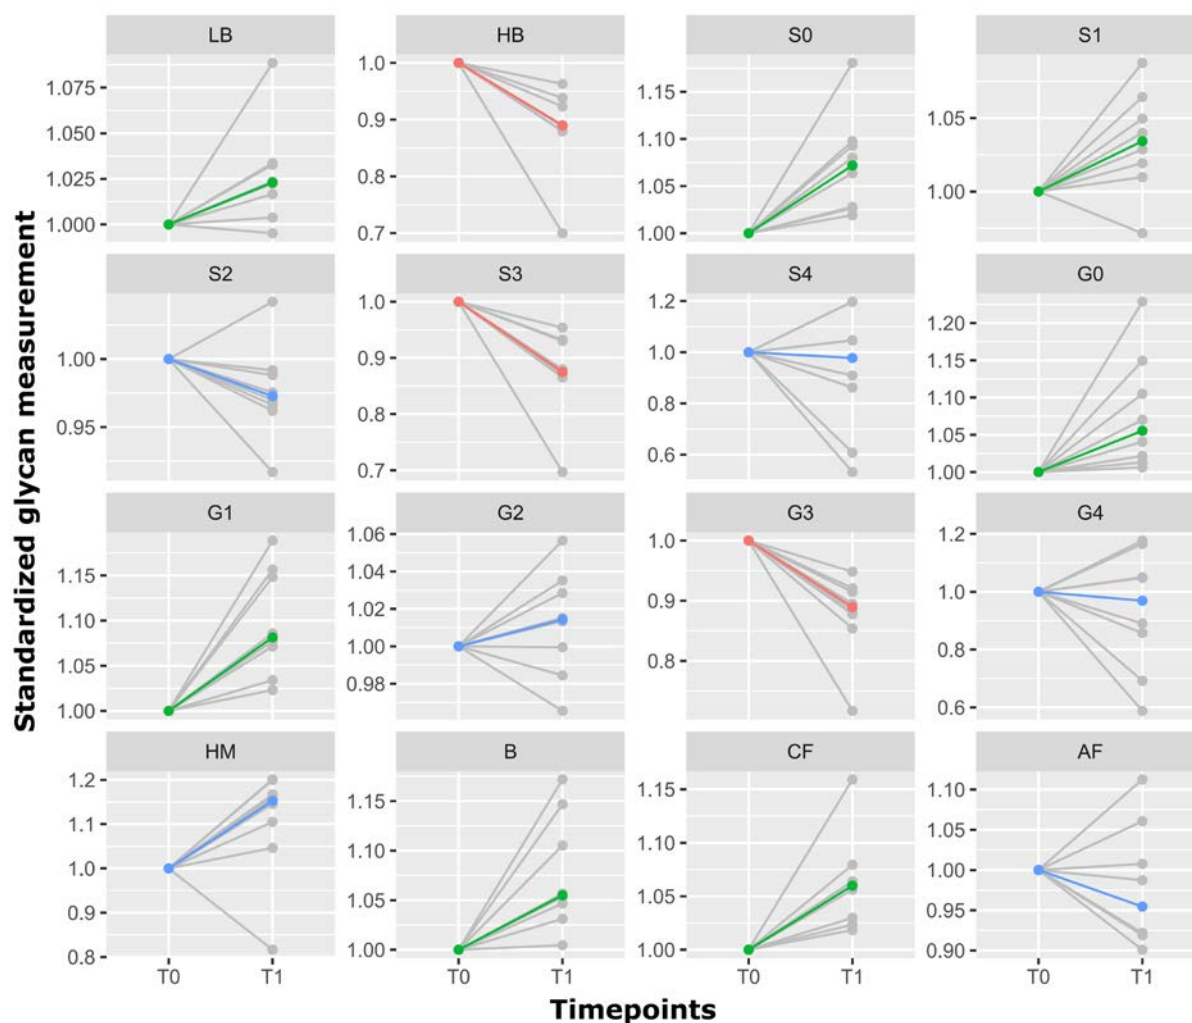 LB HB S0 S1
1.075 1.050 1.025 1.000
1.0 0.9 0.8 0.7
1.15 1.10 1.05 1.00
1.05 1.00
S2 S3 S4 G0
1.00 0.95
1.0 0.9 0.8 0.7
1.2 1.0 0.8 0.6
1.20 1.15 1.10 1.05 1.00
Standardized glycan measurement
G1 G2 G3 G4
1.15 1.10 1.05 1.00
1.06 1.04 1.02 1.00 0.98
1.0 0.9 0.8
1.2 1.0 0.8 0.6
HM B CF AF
1.2 1.1 1.0 0.9 0.8
1.15 1.10 1.05 1.00
1.15 1.10 1.05 1.00
1.10 1.05 1.00 0.95 0.90
T0 T1 T0 T1 T0 T1 T0 T1
Timepoints